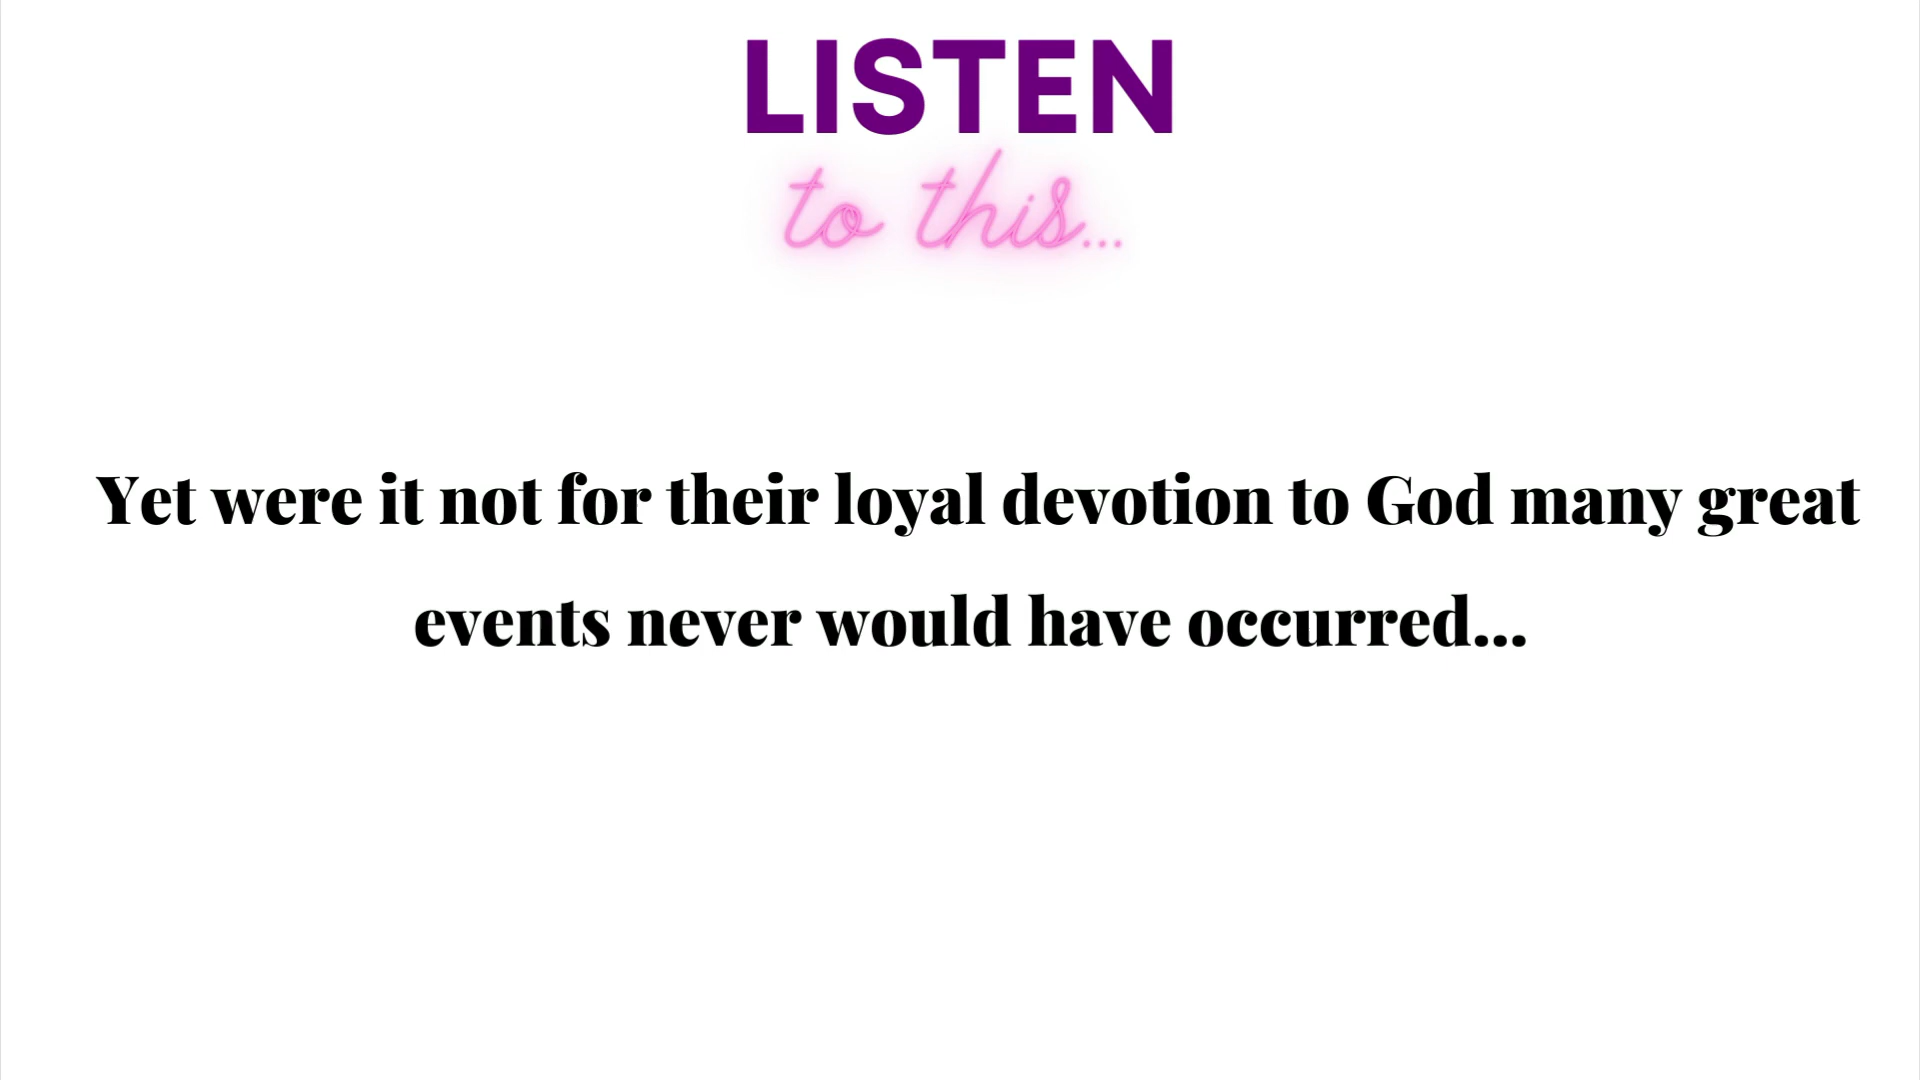 LISTEN
to this...
Yet were it not for their loyal devotion to God many great
events never would have occurred...